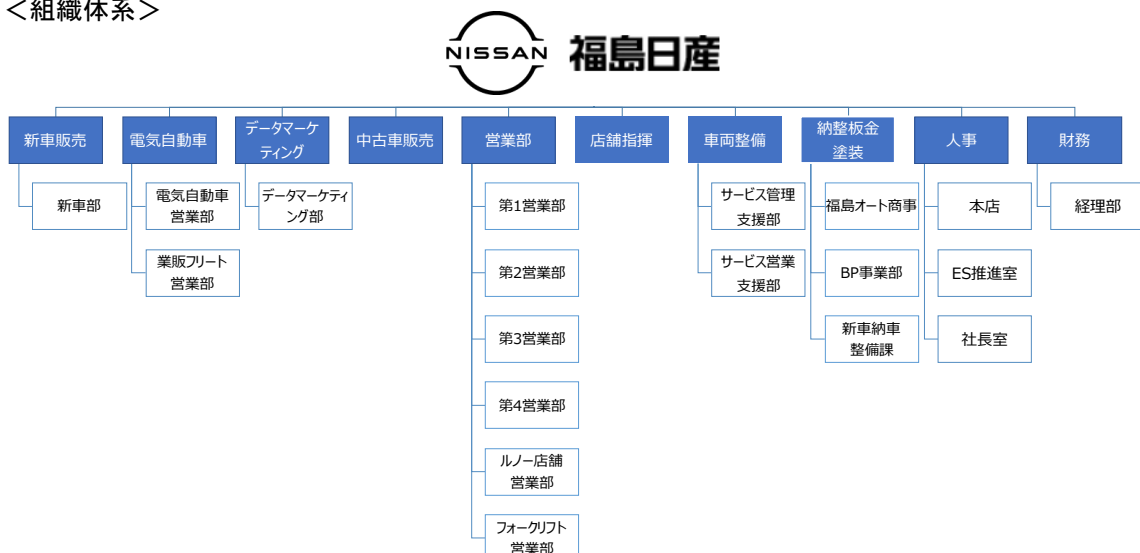 ＜組織体系＞
NISSAN 福島日産
新車販売
電気自動車
データマーケ
ティング
中古車販売
営業部
店舗指揮
車両整備
納整板金
塗装
人事
財務
新車部
電気自動車
営業部
業販フリート
営業部
データマーケティ
ング部
第1営業部
第2営業部
第3営業部
第4営業部
ルノー店舗
営業部
フォークリフト
営業部
サービス管理
支援部
サービス営業
支援部
福島オート商事
BP事業部
新車納車
整備課
本店
ES推進室
社長室
経理部